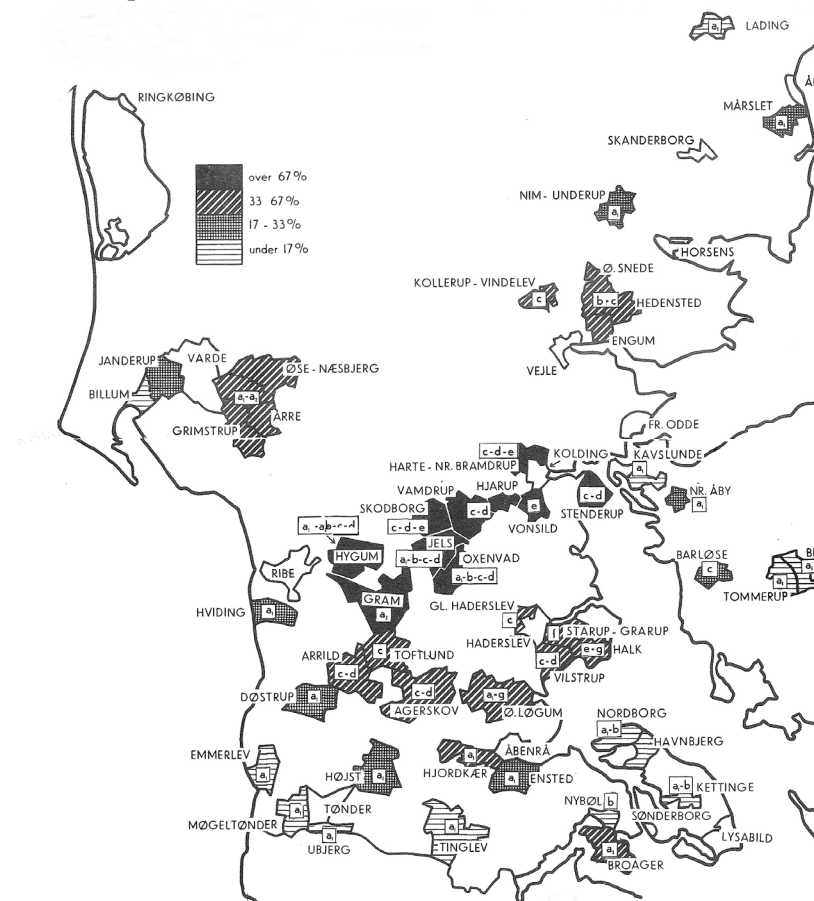 LADING
a₁
RINGKØBING
MÅRSLET
a₁
SKANDERBORG
over 67%
33 67%
17 - 33%
under 17%
NIM - UNDERUP
a₁
HORSENS
Ø. SNEDE
KOLLERUP - VINDELEV
c
b-c
HEDENSTED
ENGUM
VEJLE
JANDERUP
VARDE
ØSE - NÆSBJERG
BILLUM
a₁-a₂
ÅRRE
GRIMSTRUP
FR. ODDE
c-d-e
KOLDING
KAVSLUNDE
HARTE - NR. BRAMDRUP
a₁
VAMDRUP
HJARUP
NR. ÅBY
c-d
e
c-d
a₁
SKODBORG
VONSILD
STENDERUP
c-d-e
JELS
HYGUM
a₁-b-c-d
OXENVAD
BARLØSE
c
RIBE
a₁-b-c-d
a₁
TOMMERUP
GRAM
GL. HADERSLEV
HVIDING
a₁
a₂
c
HADERSLEV
f
STARUP - GRARUP
e-g
HALK
ARRILD
c
TOFTLUND
c-d
VILSTRUP
c-d
c-d
a₁-g
DØSTRUP
a₁
AGERSKOV
Ø. LØGUM
NORDBORG
a₁-b
HAVNBJERG
EMMERLEV
a₁
HØJST
a₁
HJORDKÆR
a₁
ÅBENRÅ
a₁
ENSTED
a₁-b
KETTINGE
NYBØL
b
MØGELTØNDER
a₁
TØNDER
SØNDERBORG
a₁
UBJERG
a₁
TINGLEV
a₁
BROAGER
LYSABILD